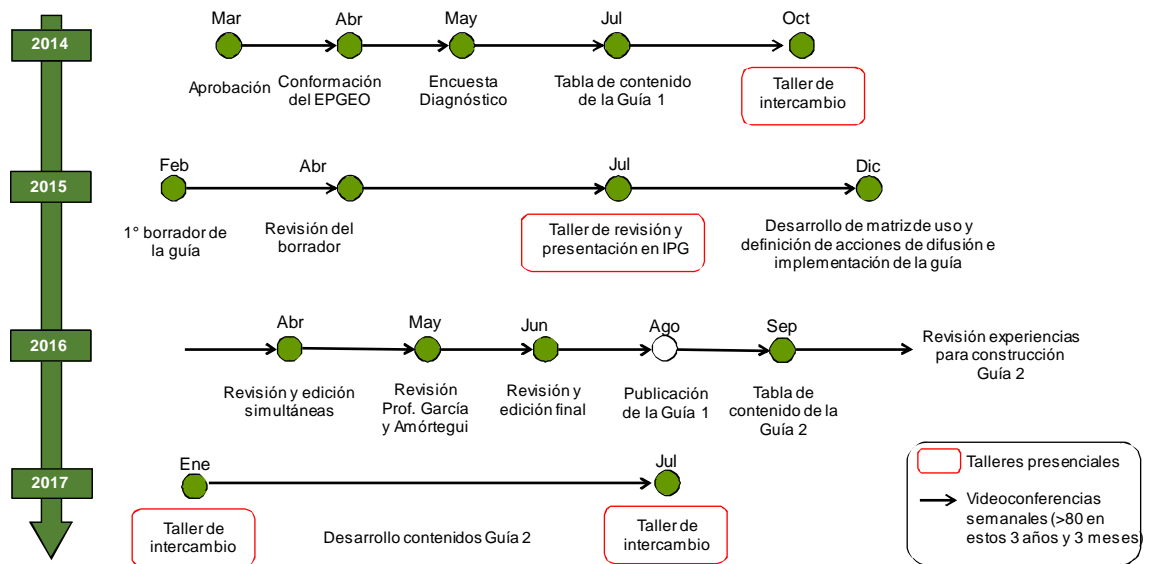 2014
Mar
Abr
May
Jul
Oct
Aprobación
Conformación
del EPGEO
Encuesta
Diagnóstico
Tabla de contenido
de la Guía 1
Taller de
intercambio
2015
Feb
Abr
Jul
Dic
1° borrador de
la guía
Revisión del
borrador
Taller de revisión y
presentación en IPG
Desarrollo de matriz de uso y
definición de acciones de difusión e
implementación de la guía
2016
Abr
May
Jun
Ago
Sep
Revisión y edición
simultáneas
Revisión
Prof. García
y Amórtegui
Revisión y
edición final
Publicación
de la Guía 1
Tabla de
contenido de la
Guía 2
Revisión experiencias
para construcción
Guía 2
2017
Ene
Jul
Taller de
intercambio
Desarrollo contenidos Guía 2
Taller de
intercambio
Talleres presenciales
Videoconferencias
semanales (>80 en
estos 3 años y 3 meses)